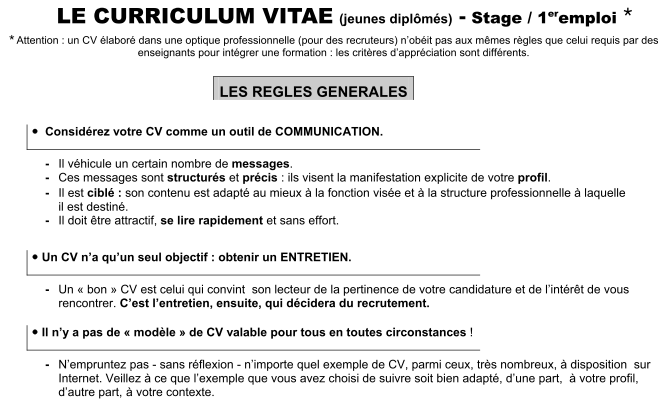 LE CURRICULUM VITAE (jeunes diplômés) - Stage / 1er emploi *
* Attention : un CV élaboré dans une optique professionnelle (pour des recruteurs) n'obéit pas aux mêmes règles que celui requis par des
enseignants pour intégrer une formation : les critères d'appréciation sont différents.
LES REGLES GENERALES
• Considérez votre CV comme un outil de COMMUNICATION.
- Il véhicule un certain nombre de messages.
- Ces messages sont structurés et précis : ils visent la manifestation explicite de votre profil.
- Il est ciblé : son contenu est adapté au mieux à la fonction visée et à la structure professionnelle à laquelle
il est destiné.
- Il doit être attractif, se lire rapidement et sans effort.
• Un CV n'a qu'un seul objectif : obtenir un ENTRETIEN.
- Un « bon » CV est celui qui convint son lecteur de la pertinence de votre candidature et de l'intérêt de vous
rencontrer. C'est l'entretien, ensuite, qui décidera du recrutement.
• Il n'y a pas de « modèle » de CV valable pour tous en toutes circonstances !
- N'empruntez pas - sans réflexion - n'importe quel exemple de CV, parmi ceux, très nombreux, à disposition sur
Internet. Veillez à ce que l'exemple que vous avez choisi de suivre soit bien adapté, d'une part, à votre profil,
d'autre part, à votre contexte.